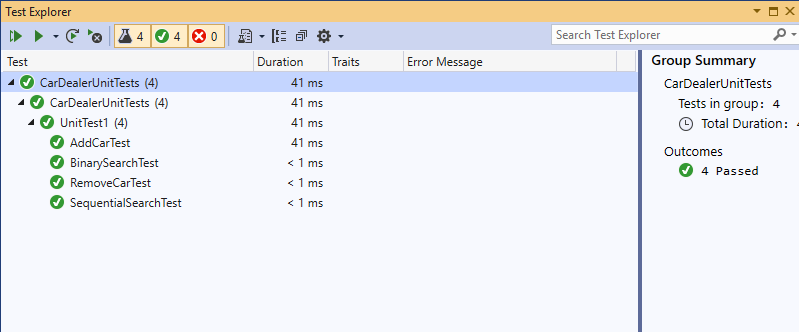 Test Explorer
4 4 0
Search Test Explorer
Test Duration Traits Error Message
CarDealerUnitTests (4) 41 ms
CarDealerUnitTests (4) 41 ms
UnitTest1 (4) 41 ms
AddCarTest 41 ms
BinarySearchTest < 1 ms
RemoveCarTest < 1 ms
SequentialSearchTest < 1 ms
Group Summary
CarDealerUnitTests
Tests in group: 4
Total Duration:
Outcomes
4 Passed